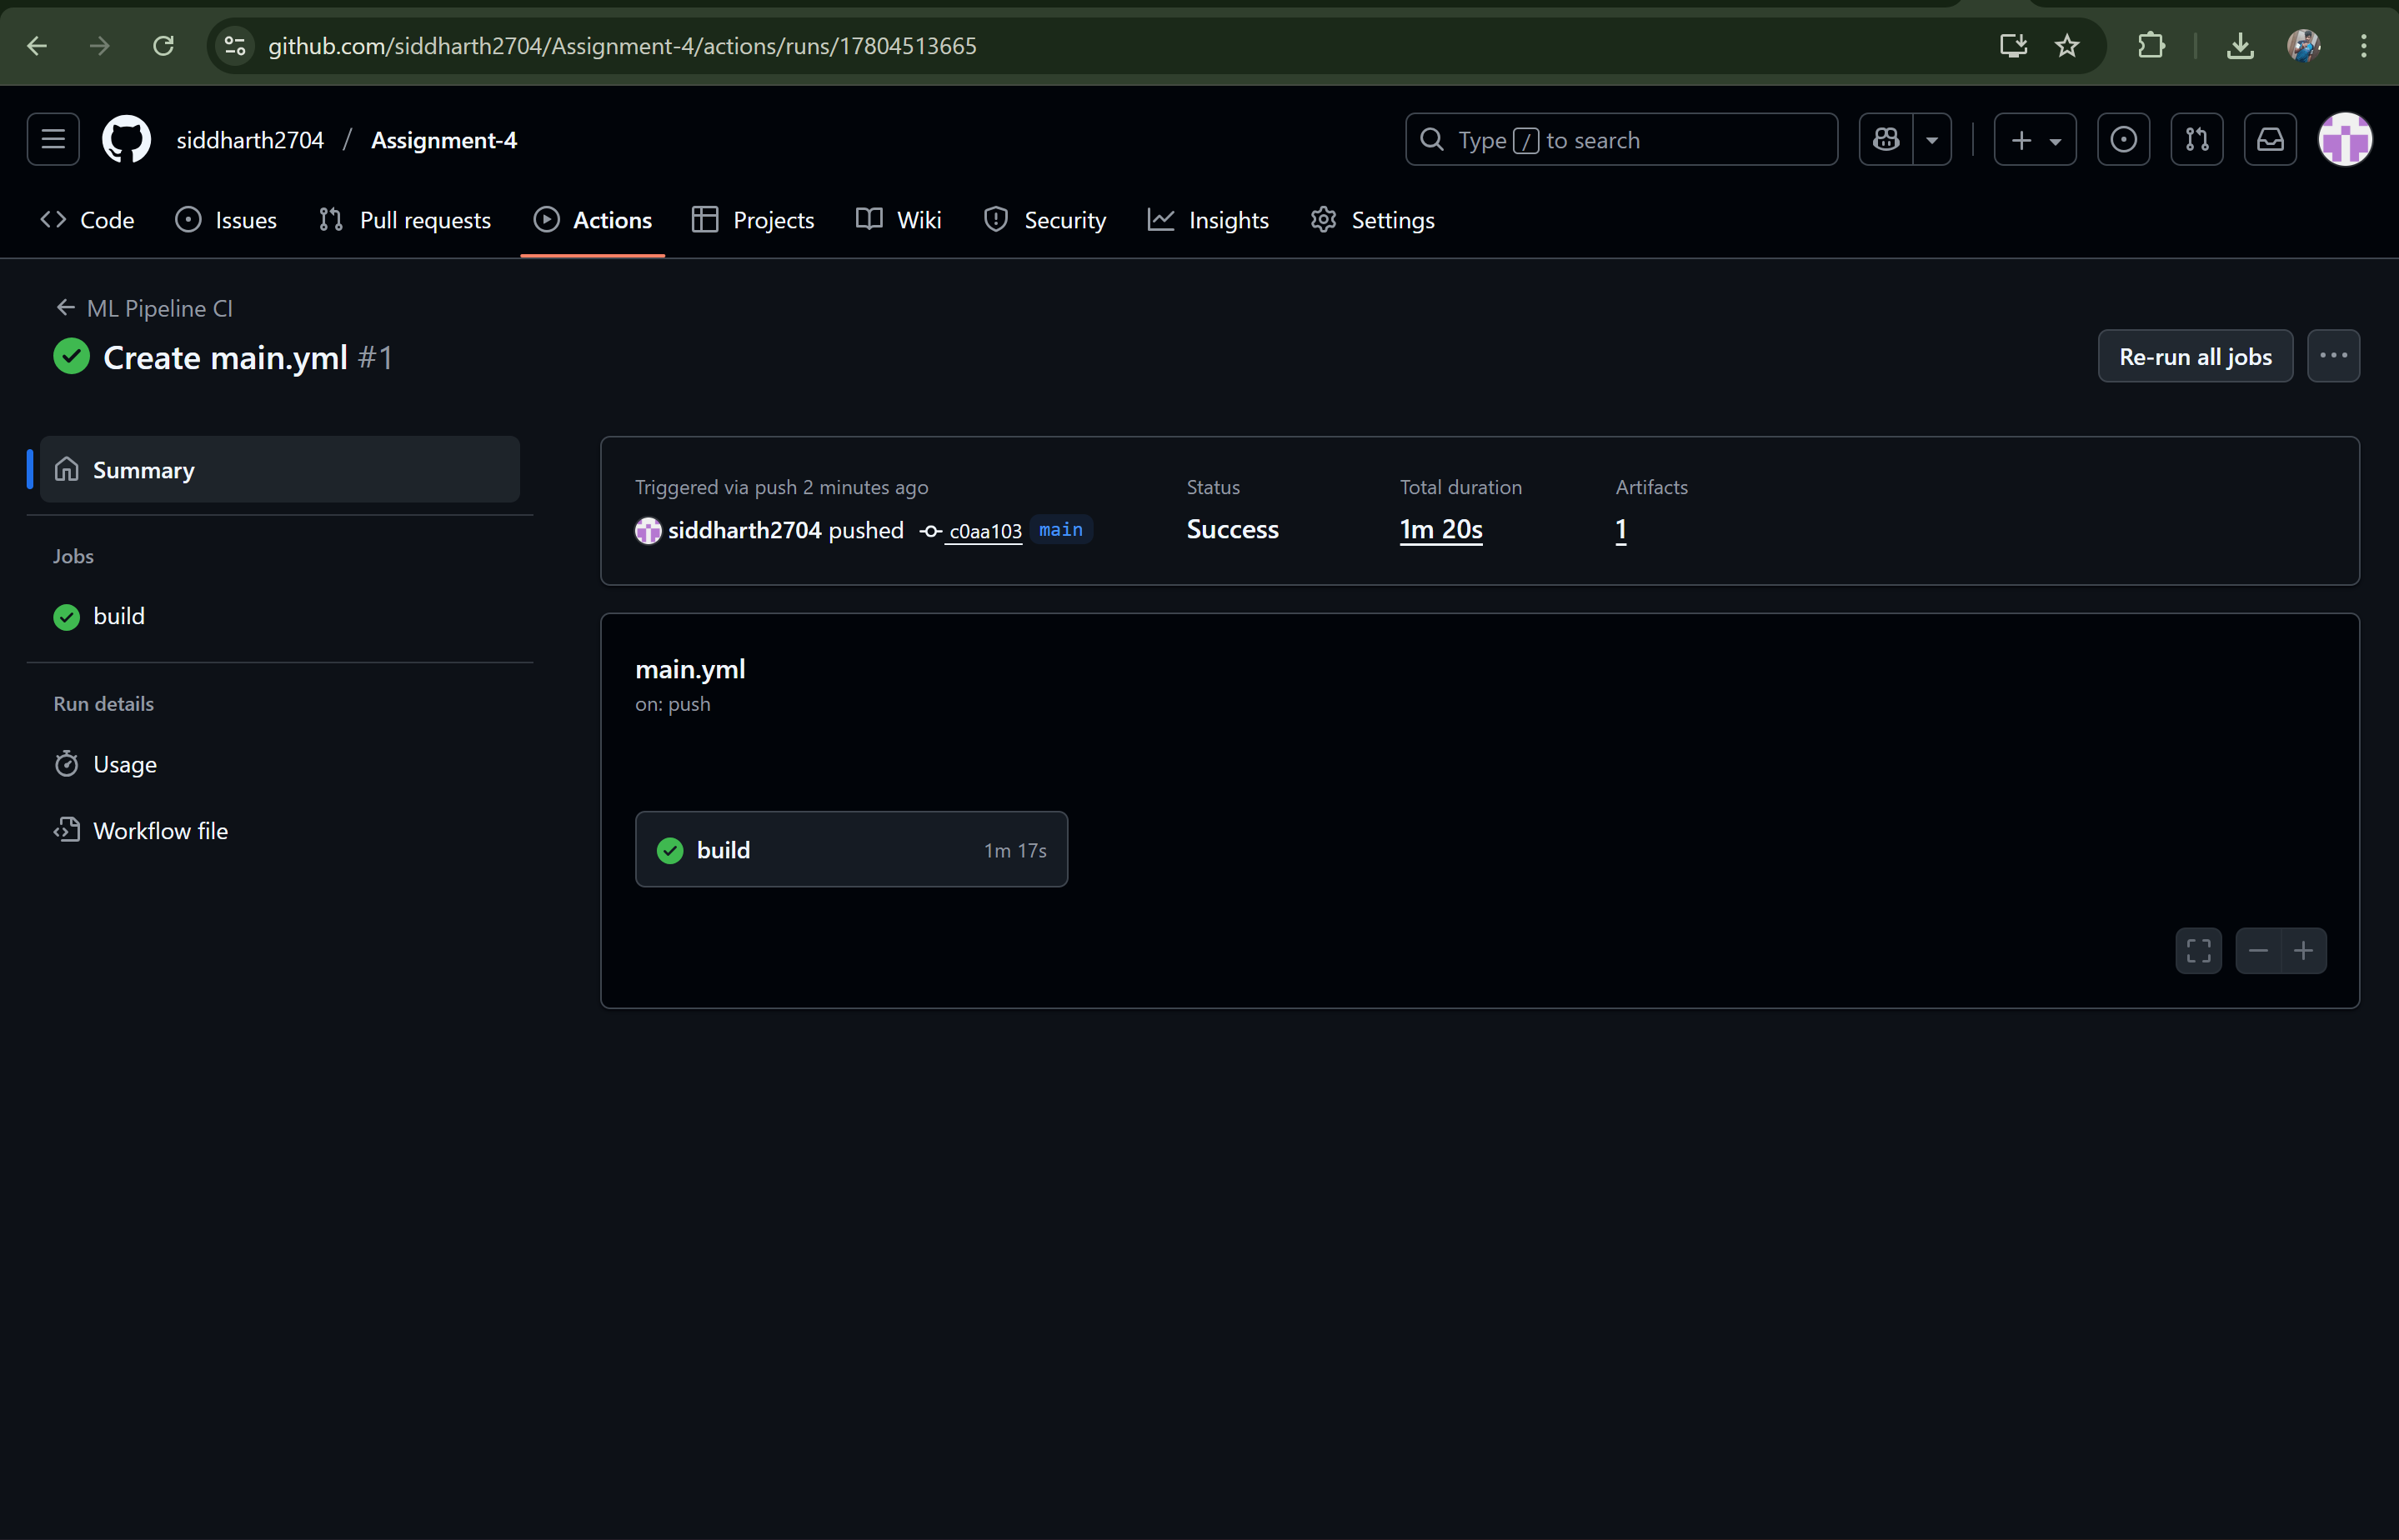 github.com/siddharth2704/Assignment-4/actions/runs/17804513665
siddharth2704 / Assignment-4
Type / to search
Code Issues Pull requests Actions Projects Wiki Security Insights Settings
ML Pipeline CI
Create main.yml #1
Re-run all jobs
Summary
Jobs
build
Run details
Usage
Workflow file
Triggered via push 2 minutes ago
siddharth2704 pushed c0aa103 main
Status
Success
Total duration
1m 20s
Artifacts
1
main.yml
on: push
build 1m 17s